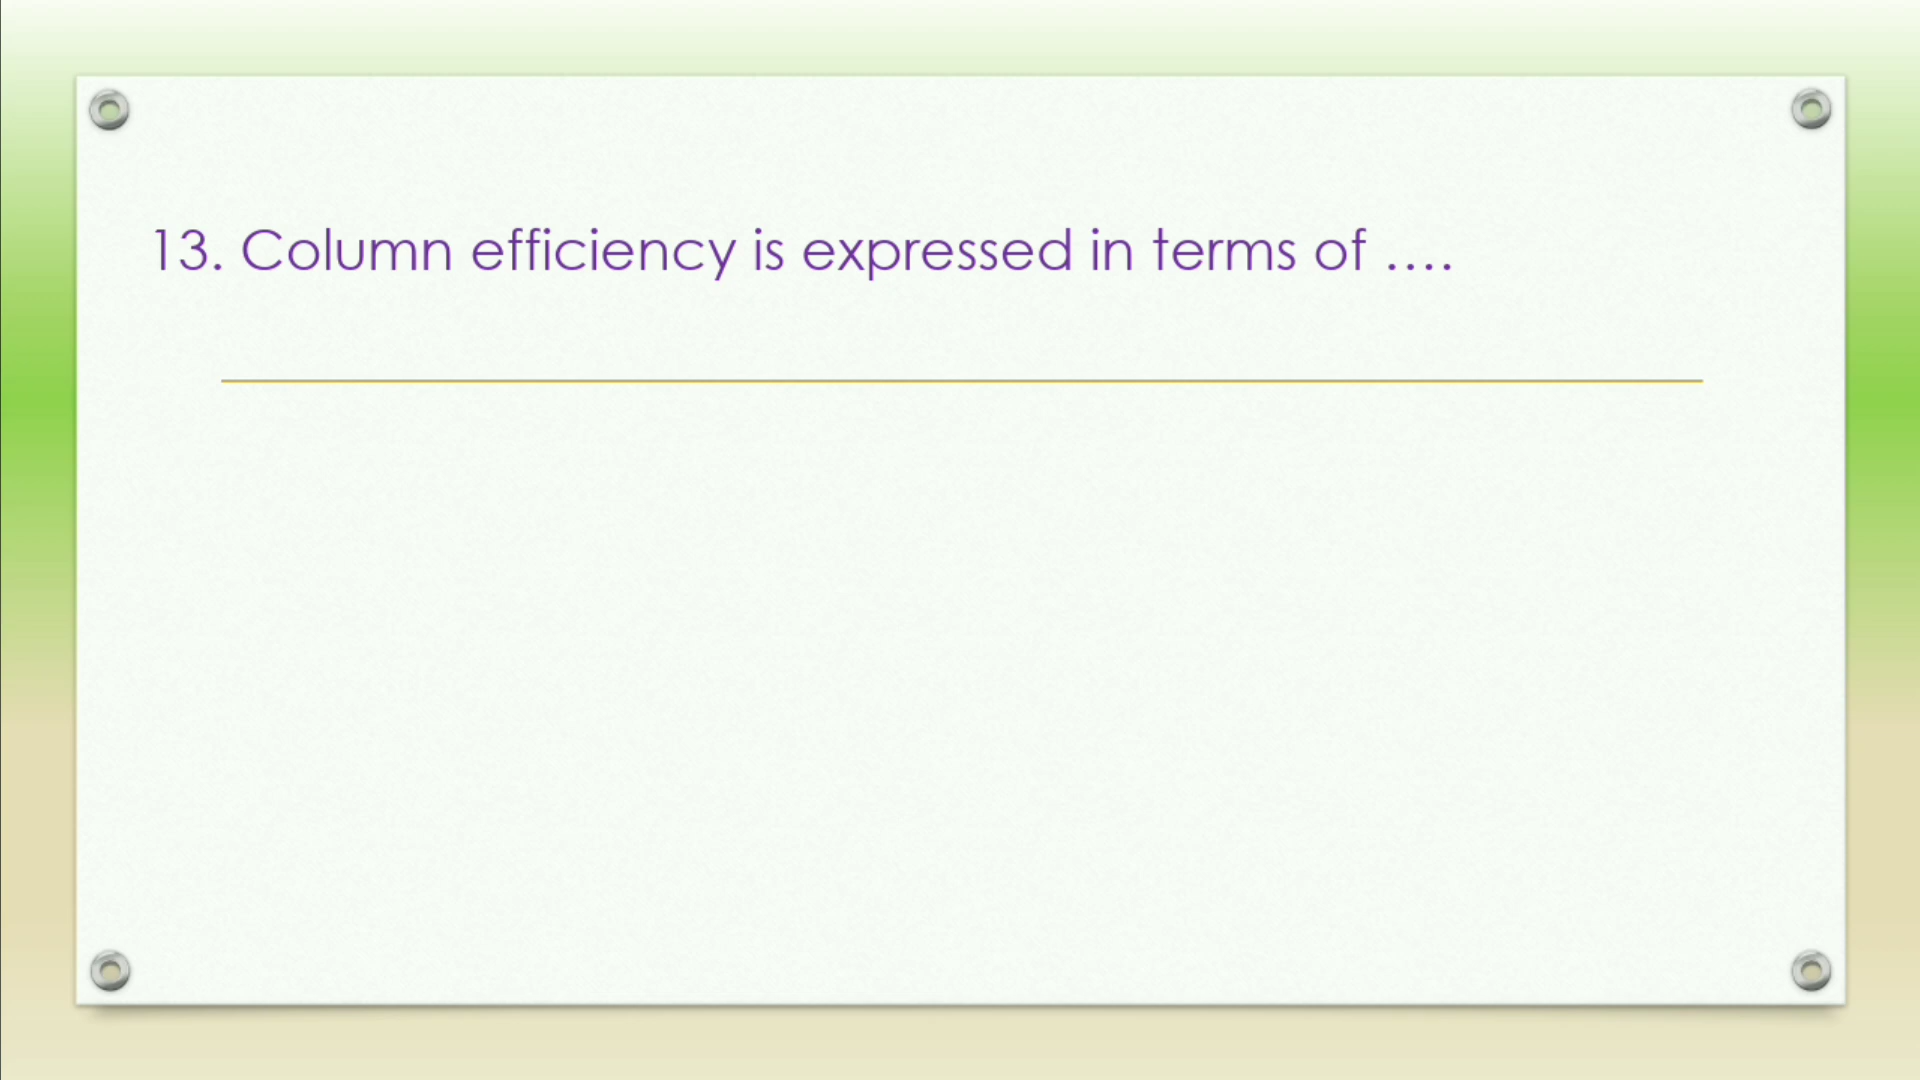 13. Column efficiency is expressed in terms of ....